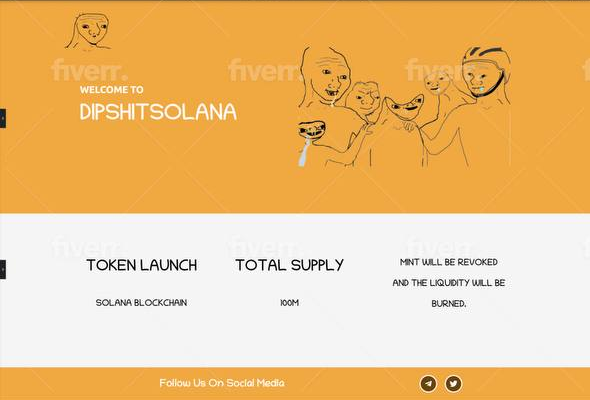 fiverr. fiverr. fiverr.
WELCOME TO
DIPSHITSOLANA
fiverr. fiverr. fiverr.
TOKEN LAUNCH
TOTAL SUPPLY
MINT WILL BE REVOKED
AND THE LIQUDITY WILL BE
BURNED.
SOLANA BLOCKCHAIN
100M
Follow Us On Social Media